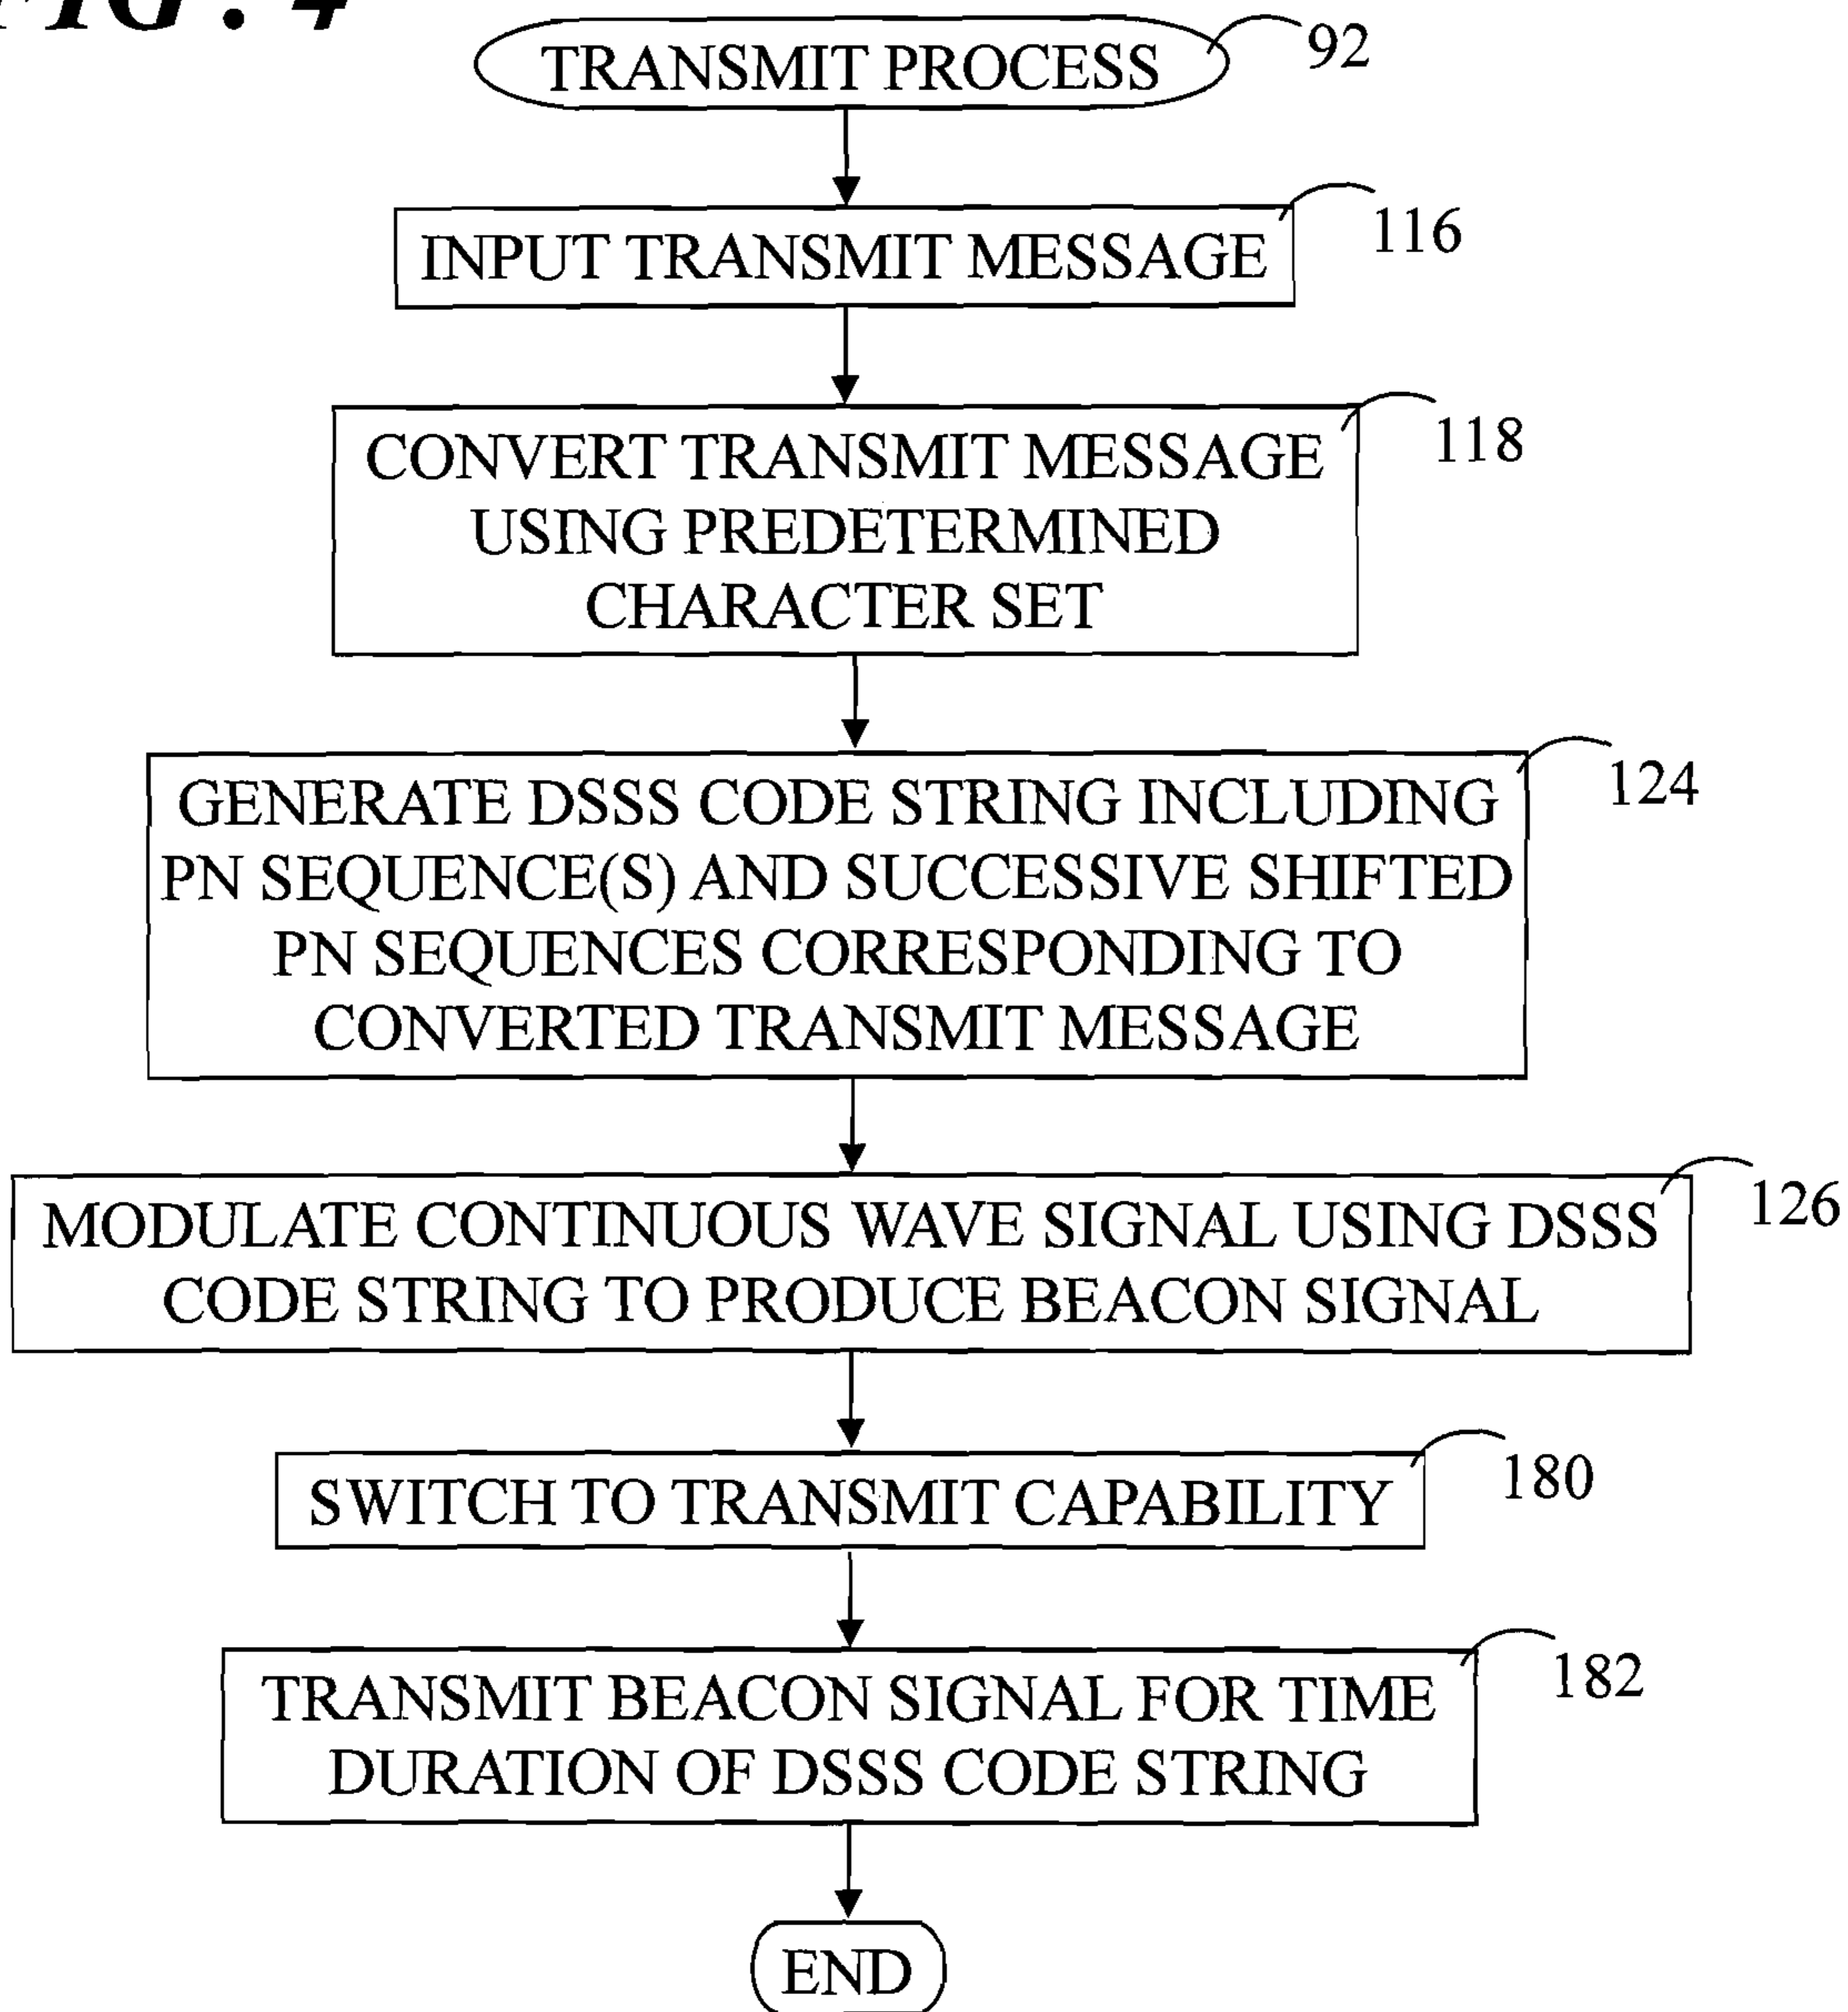 FIG. 4
TRANSMIT PROCESS
92
INPUT TRANSMIT MESSAGE
116
CONVERT TRANSMIT MESSAGE
USING PREDETERMINED
CHARACTER SET
118
GENERATE DSSS CODE STRING INCLUDING
PN SEQUENCE(S) AND SUCCESSIVE SHIFTED
PN SEQUENCES CORRESPONDING TO
CONVERTED TRANSMIT MESSAGE
124
MODULATE CONTINUOUS WAVE SIGNAL USING DSSS
CODE STRING TO PRODUCE BEACON SIGNAL
126
SWITCH TO TRANSMIT CAPABILITY
180
TRANSMIT BEACON SIGNAL FOR TIME
DURATION OF DSSS CODE STRING
182
END